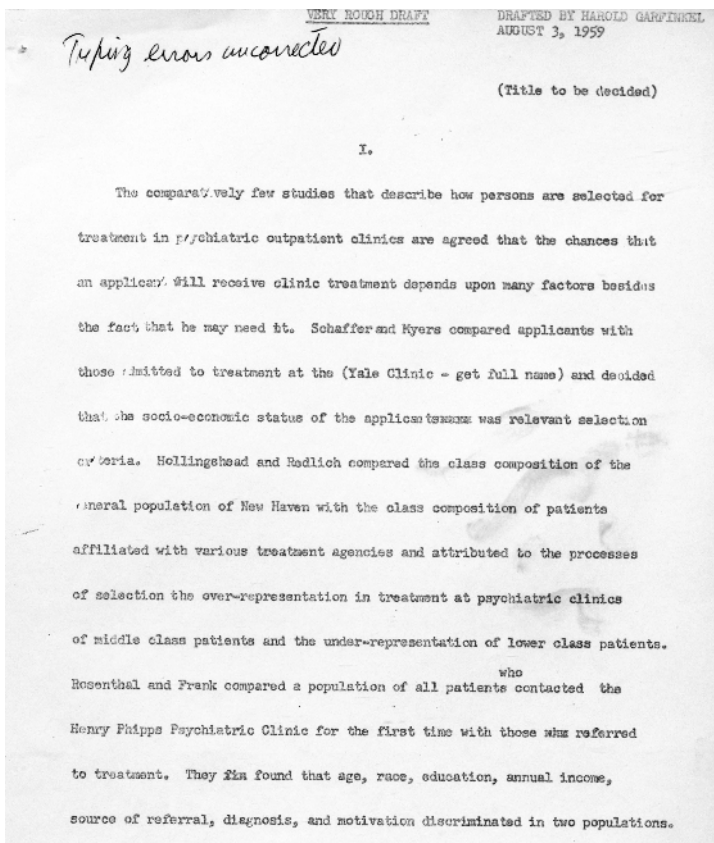 VERY ROUGH DRAFT
DRAFTED BY HAROLD GARFINKEL
AUGUST 3, 1959
Typing errors uncorrected
(Title to be decided)
I.
The comparatively few studies that describe how persons are selected for
treatment in psychiatric outpatient clinics are agreed that the chances that
an applicant will receive clinic treatment depends upon many factors besides
the fact that he may need it. Schaffer and Myers compared applicants with
those admitted to treatment at the (Yale Clinic - get full name) and decided
that the socio-economic status of the applicants was relevant selection
criteria. Hollingshead and Redlich compared the class composition of the
general population of New Haven with the class composition of patients
affiliated with various treatment agencies and attributed to the processes
of selection the over-representation in treatment at psychiatric clinics
of middle class patients and the under-representation of lower class patients.
who
Rosenthal and Frank compared a population of all patients contacted the
Henry Phipps Psychiatric Clinic for the first time with those referred
to treatment. They found that age, race, education, annual income,
source of referral, diagnosis, and motivation discriminated in two populations.